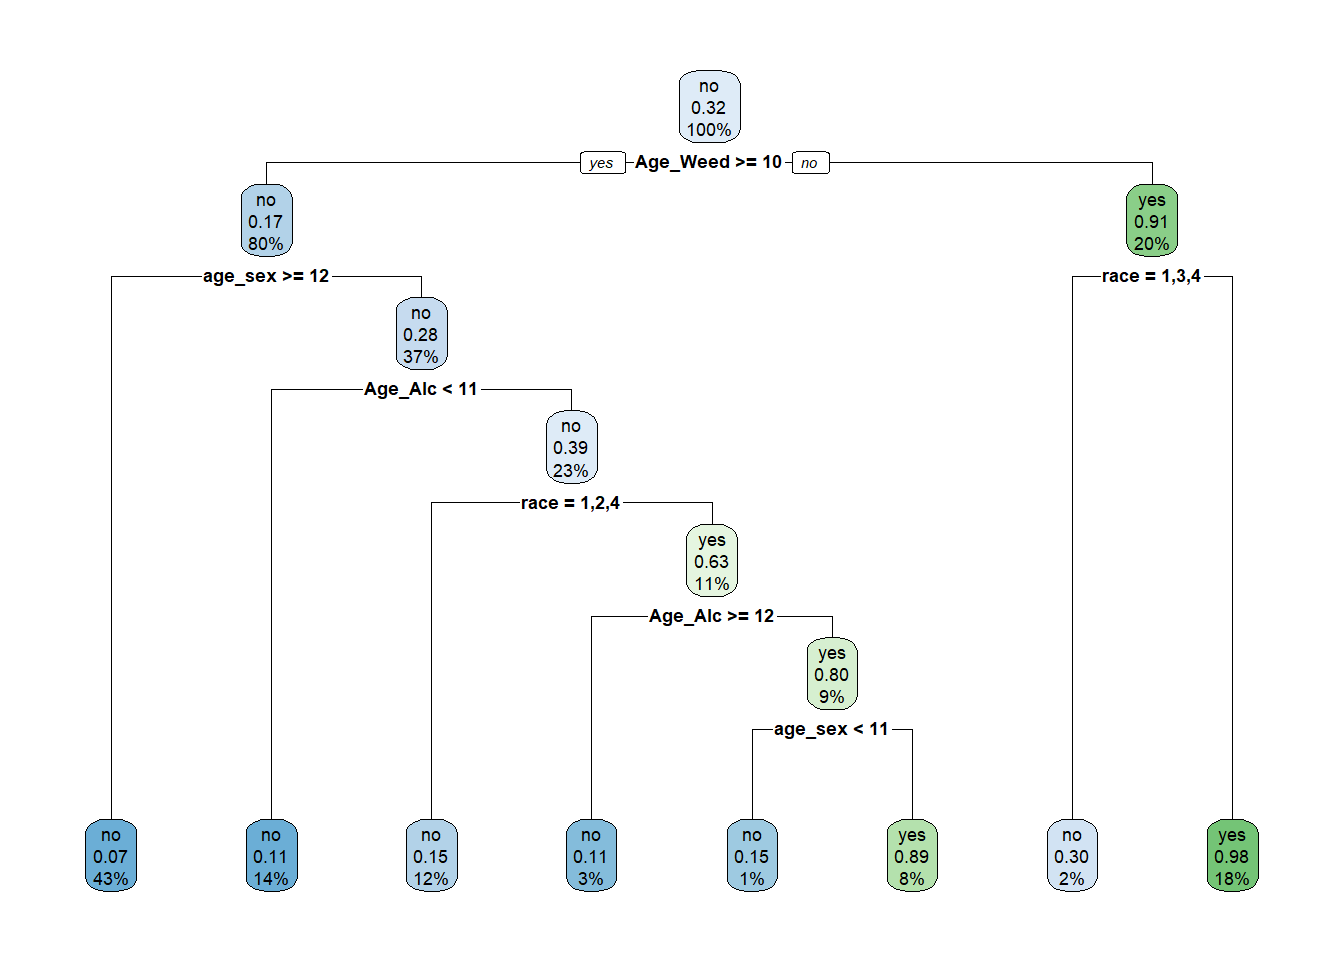 no
0.32
100%
yes Age_Weed >= 10 no
no
0.17
80%
yes
0.91
20%
age_sex >= 12
race = 1,3,4
no
0.28
37%
Age_Alc < 11
no
0.39
23%
race = 1,2,4
yes
0.63
11%
Age_Alc >= 12
yes
0.80
9%
age_sex < 11
no
0.07
43%
no
0.11
14%
no
0.15
12%
no
0.11
3%
no
0.15
1%
yes
0.89
8%
no
0.30
2%
yes
0.98
18%